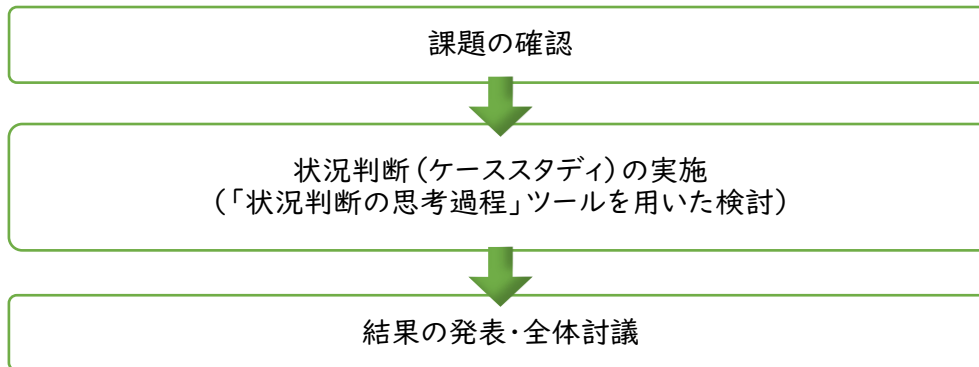 課題の確認
状況判断（ケーススタディ）の実施
（「状況判断の思考過程」ツールを用いた検討）
結果の発表・全体討議